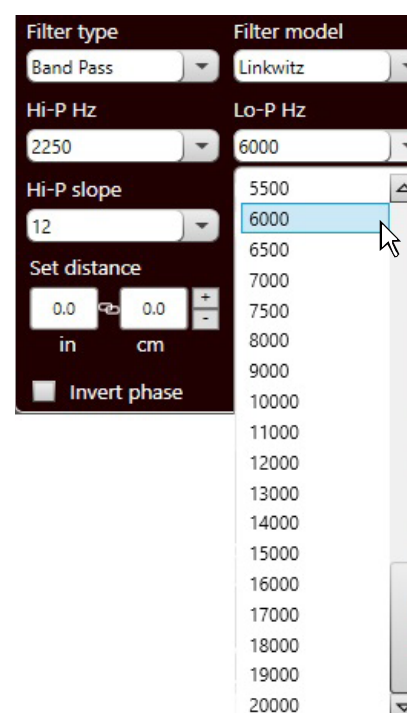 Filter type Filter model
Band Pass Linkwitz
Hi-P Hz Lo-P Hz
2250 6000
Hi-P slope
12
Set distance
0.0 0.0 + -
in cm
Invert phase
5500
6000
6500
7000
7500
8000
9000
10000
11000
12000
13000
14000
15000
16000
17000
18000
19000
20000